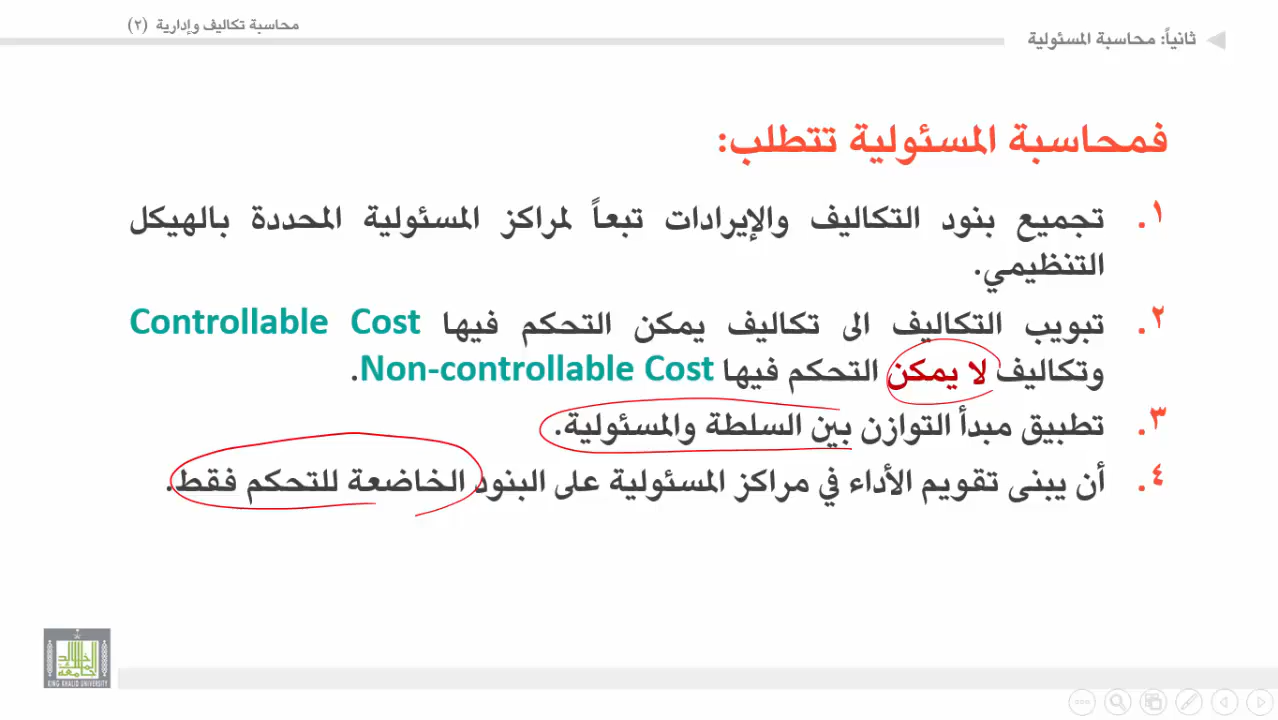 محاسبة تكاليف وإدارية (٢)
ثانياً: محاسبة المسئولية
فمحاسبة المسئولية تتطلب:
١. تجميع بنود التكاليف والإيرادات تبعاً لمراكز المسئولية المحددة بالهيكل
التنظيمي.
٢. تبويب التكاليف الى تكاليف يمكن التحكم فيها Controllable Cost
وتكاليف لا يمكن التحكم فيها Non-controllable Cost.
٣. تطبيق مبدأ التوازن بين السلطة والمسئولية.
٤. أن يبنى تقويم الأداء في مراكز المسئولية على البنود الخاضعة للتحكم فقط.
KING KHALID UNIVERSITY